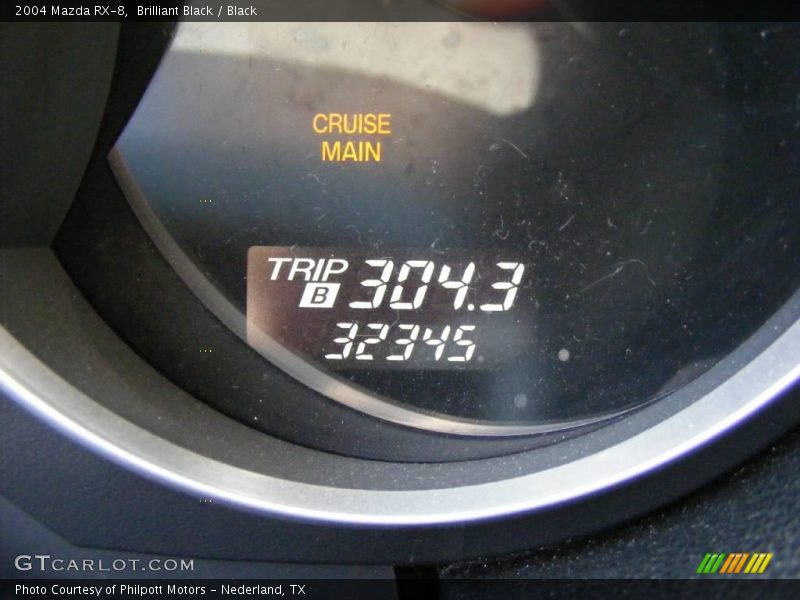 2004 Mazda RX-8, Brilliant Black / Black
CRUISE
MAIN
TRIP 304.3
B
32345
GTCARLOT.COM
Photo Courtesy of Philpott Motors - Nederland, TX